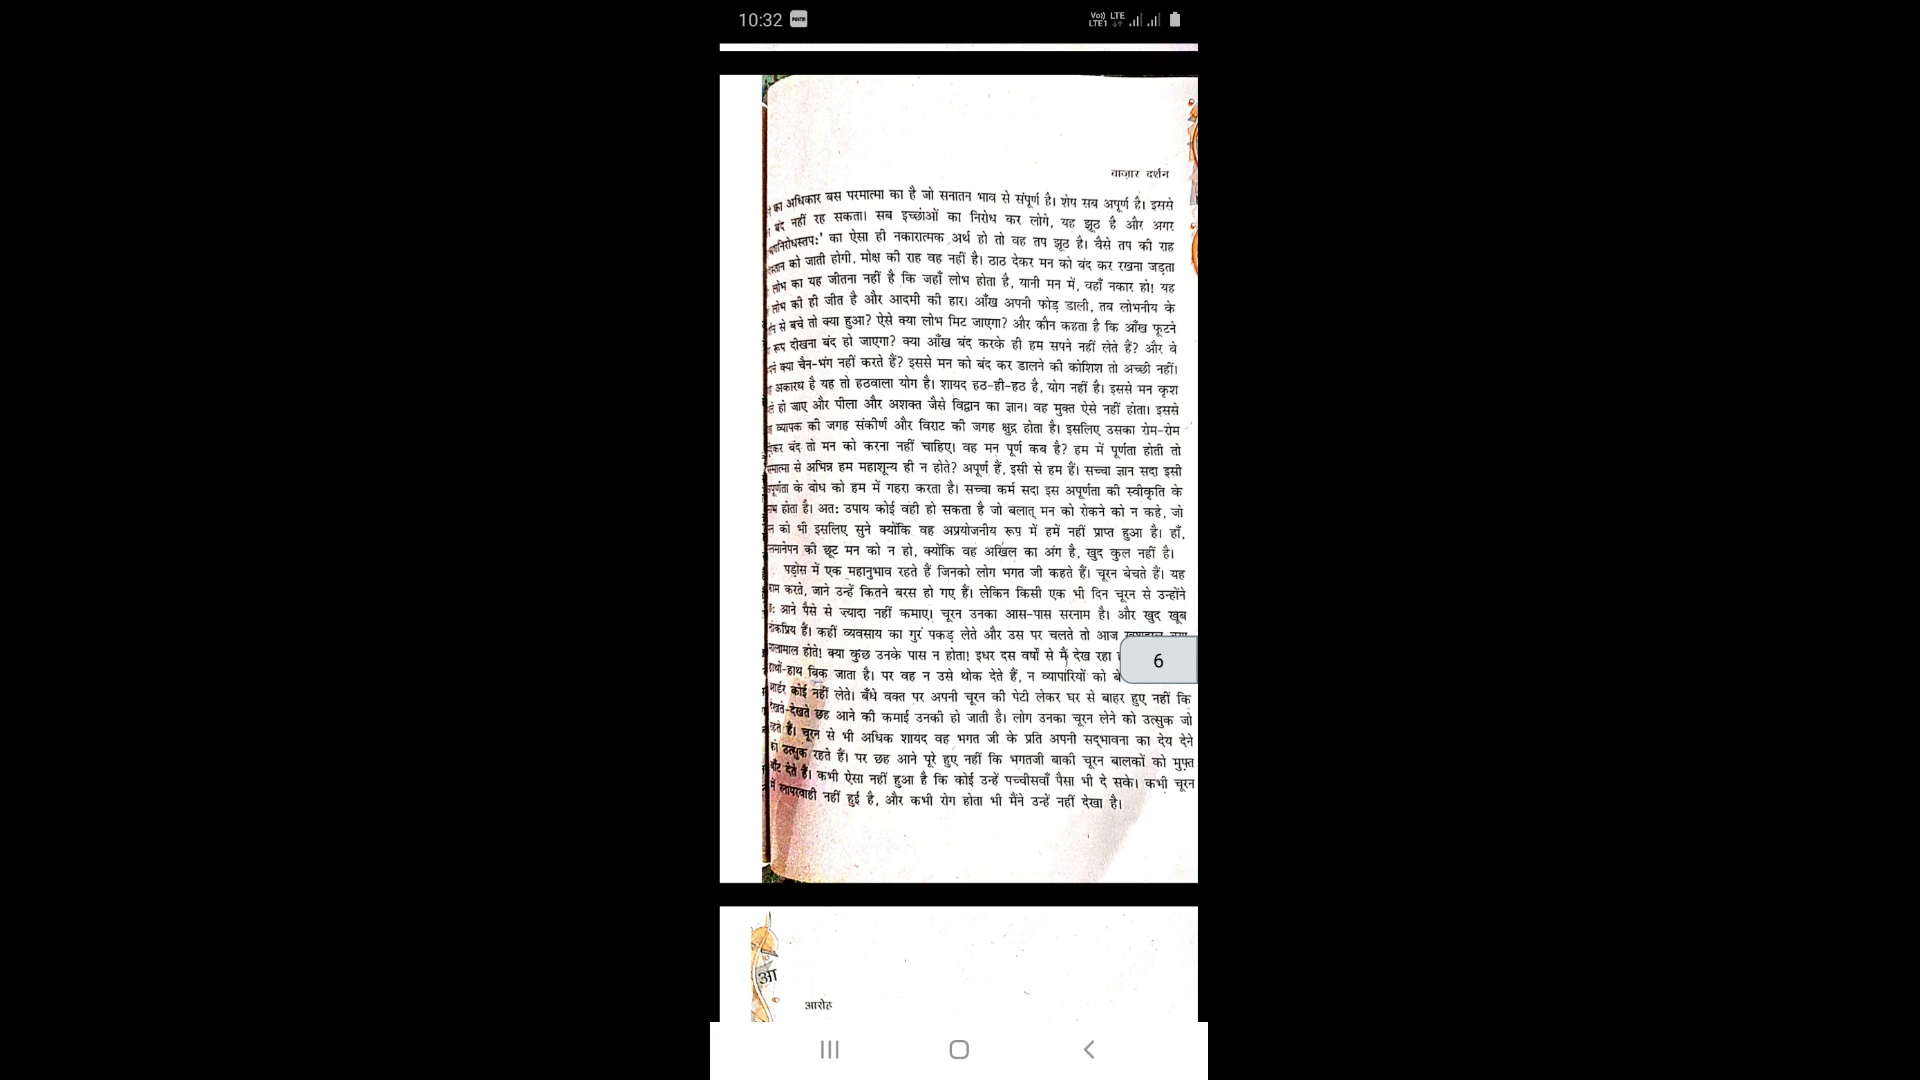 10:32
Vo)) LTE
LTE1
वाज़ार दर्शन
का अधिकार बस परमात्मा का है जो सनातन भाव से संपूर्ण है। शेष सब अपूर्ण है। इससे
बंद नहीं रह सकता। सब इच्छाओं का निरोध कर लोगे, यह झूठ है और अगर
का ऐसा ही नकारात्मक अर्थ हो तो वह तप झूठ है। वैसे तप की राह
को जाती होगी, मोक्ष की राह वह नहीं है। ठाठ देकर मन को बंद कर रखना जड़ता
लोभ का यह जीतना नहीं है कि जहाँ लोभ होता है, यानी मन में, वहाँ नकार हो! यह
लोभ की ही जीत है और आदमी की हार। आँख अपनी फोड़ डाली, तब लोभनीय के
से बचे तो क्या हुआ? ऐसे क्या लोभ मिट जाएगा? और कौन कहता है कि आँख फूटने
रूप दीखना बंद हो जाएगा? क्या आँख बंद करके ही हम सपने नहीं लेते हैं? और वे
क्या चैन-भंग नहीं करते हैं? इससे मन को बंद कर डालने की कोशिश तो अच्छी नहीं।
अकारथ है यह तो हठवाला योग है। शायद हठ-ही-हठ है, योग नहीं है। इससे मन कृश
हो जाए और पीला और अशक्त जैसे विद्वान का ज्ञान। वह मुक्त ऐसे नहीं होता। इससे
व्यापक की जगह संकीर्ण और विराट की जगह क्षुद्र होता है। इसलिए उसका रोम-रोम
बंद तो मन को करना नहीं चाहिए। वह मन पूर्ण कब है? हम में पूर्णता होती तो
से अभिन्न हम महाशून्य ही न होते? अपूर्ण हैं, इसी से हम हैं। सच्चा ज्ञान सदा इसी
के बोध को हम में गहरा करता है। सच्चा कर्म सदा इस अपूर्णता की स्वीकृति के
होता है। अत: उपाय कोई वही हो सकता है जो बलात् मन को रोकने को न कहे, जो
को भी इसलिए सुने क्योंकि वह अप्रयोजनीय रूप में हमें नहीं प्राप्त हुआ है। हाँ,
की छूट मन को न हो, क्योंकि वह अखिल का अंग है, खुद कुल नहीं है।
पड़ोस में एक महानुभाव रहते हैं जिनको लोग भगत जी कहते हैं। चूरन बेचते हैं। यह
करते, जाने उन्हें कितने बरस हो गए हैं। लेकिन किसी एक भी दिन चूरन से उन्होंने
आने पैसे से ज़्यादा नहीं कमाए। चूरन उनका आस-पास सरनाम है। और खुद खूब
हैं। कहीं व्यवसाय का गुर पकड़ लेते और उस पर चलते तो आज
होते! क्या कुछ उनके पास न होता! इधर दस वर्षों से मैं देख रहा
हाथों-हाथ बिक जाता है। पर वह न उसे थोक देते हैं, न व्यापारियों को
कोई नहीं लेते। बँधे वक्त पर अपनी चूरन की पेटी लेकर घर से बाहर हुए नहीं कि
देखते-देखते छह आने की कमाई उनकी हो जाती है। लोग उनका चूरन लेने को उत्सुक जो
हैं। चूरन से भी अधिक शायद वह भगत जी के प्रति अपनी सद्भावना का देय देने
को उत्सुक रहते हैं। पर छह आने पूरे हुए नहीं कि भगतजी बाकी चूरन बालकों को मुफ़्त
बाँट देते हैं। कभी ऐसा नहीं हुआ है कि कोई उन्हें पच्चीसवाँ पैसा भी दे सके। कभी चूरन
में लापरवाही नहीं हुई है, और कभी रोग होता भी मैंने उन्हें नहीं देखा है।
6
आ
आरोह